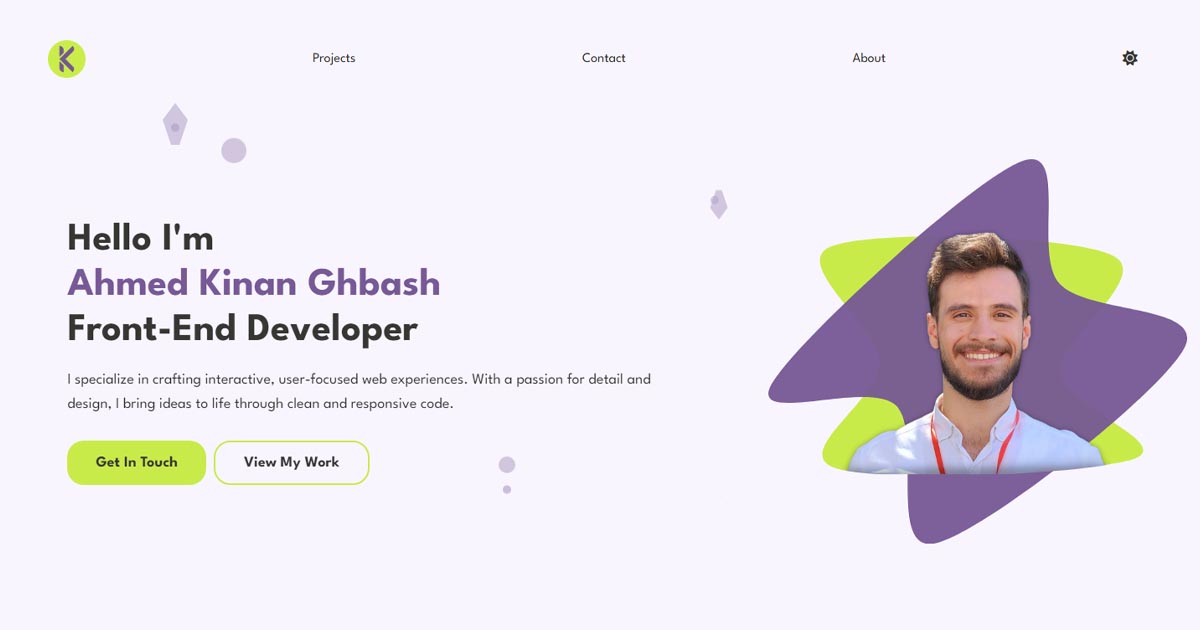 K
Projects
Contact
About
Hello I'm
Ahmed Kinan Ghbash
Front-End Developer
I specialize in crafting interactive, user-focused web experiences. With a passion for detail and
design, I bring ideas to life through clean and responsive code.
Get In Touch
View My Work